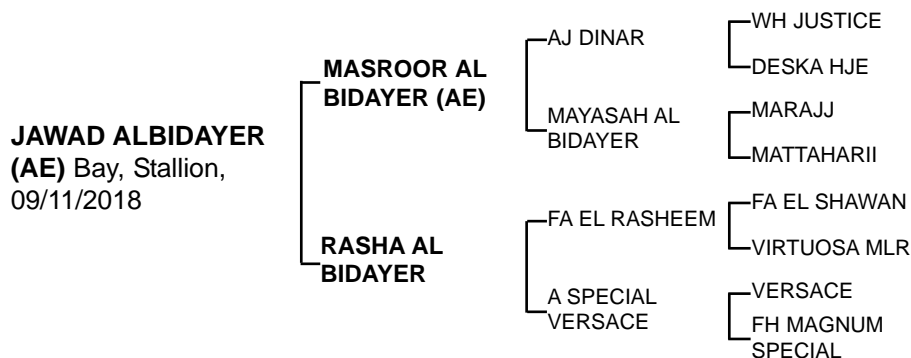 JAWAD ALBIDAYER
(AE) Bay, Stallion,
09/11/2018
MASROOR AL
BIDAYER (AE)
RASHA AL
BIDAYER
AJ DINAR
MAYASAH AL
BIDAYER
FA EL RASHEEM
A SPECIAL
VERSACE
WH JUSTICE
DESKA HJE
MARAJJ
MATTAHARII
FA EL SHAWAN
VIRTUOSA MLR
VERSACE
FH MAGNUM
SPECIAL